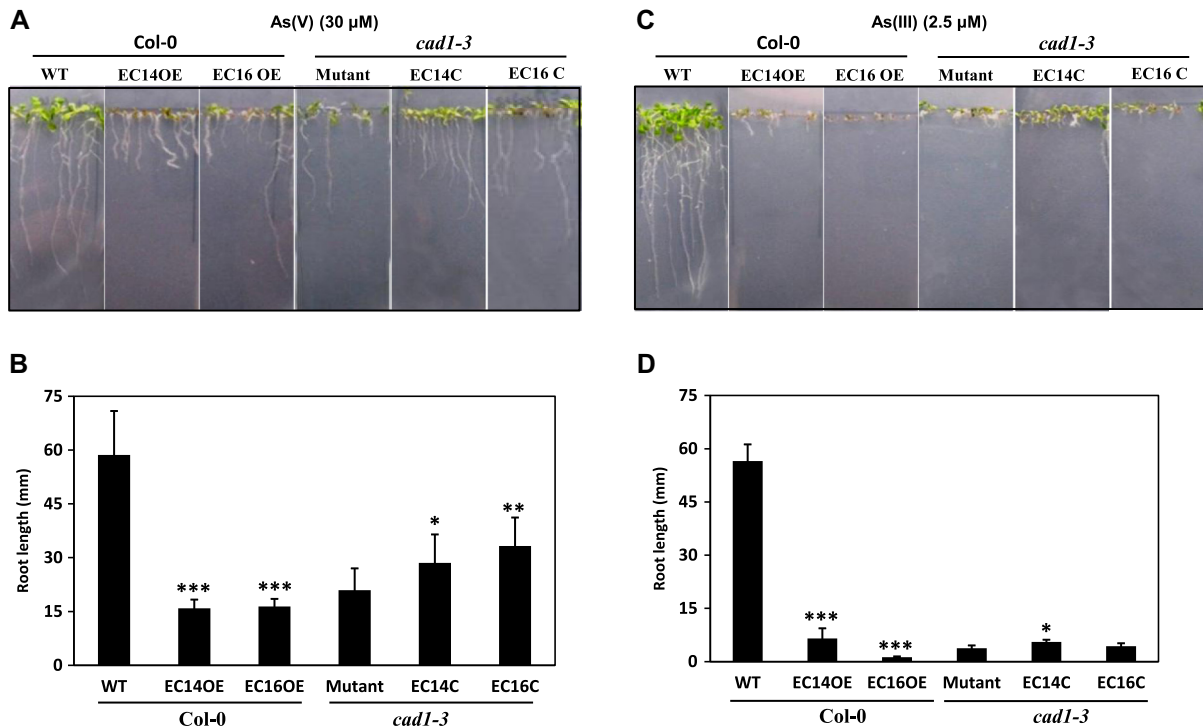 A
As(V) (30 µM)
Col-0
cad1-3
WT
EC14OE
EC16 OE
Mutant
EC14C
EC16 C
C
As(III) (2.5 µM)
Col-0
cad1-3
WT
EC14OE
EC16 OE
Mutant
EC14C
EC16 C
B
75
60
45
30
15
0
Root length (mm)
***
***
*
**
WT
EC14OE
EC16OE
Mutant
EC14C
EC16C
Col-0
cad1-3
D
75
60
45
30
15
0
Root length (mm)
***
***
*
WT
EC14OE
EC16OE
Mutant
EC14C
EC16C
Col-0
cad1-3